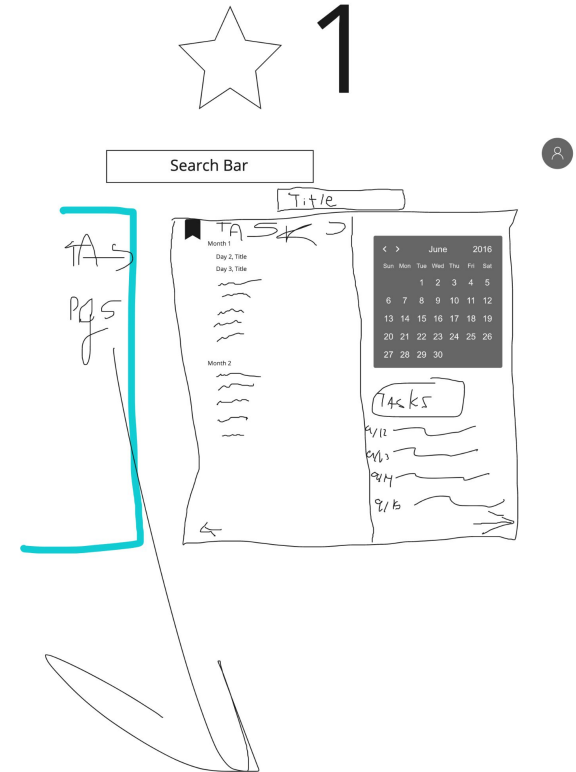 1
Search Bar
Title
TAS
PgS
TASKS
Month 1
Day 2, Title
Day 3, Title
Month 2
< > June 2016
Sun Mon Tue Wed Thu Fri Sat
1 2 3 4 5
6 7 8 9 10 11 12
13 14 15 16 17 18 19
20 21 22 23 24 25 26
27 28 29 30
TASKS
9/12
9/13
9/14
9/15